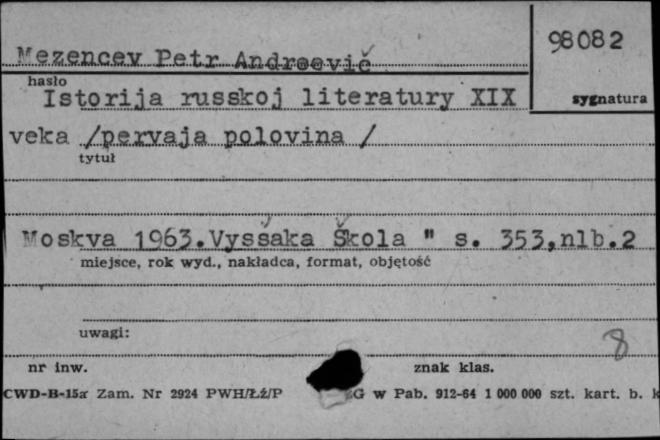 Mezencev Petr Andreevič
98082
hasło
sygnatura
Istorija russkoj literatury XIX
veka /pervaja polovina /
tytuł
Moskva 1963.Vysšaka Škola " s. 353,nlb.2
miejsce, rok wyd., nakładca, format, objętość
uwagi:
8
nr inw.
znak klas.
CWD-B-15a Zam. Nr 2924 PWH/Łź/P G w Pab. 912-64 1 000 000 szt. kart. b. k